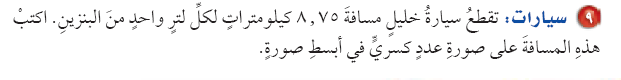 ٩ سيارات: تقطعُ سيارةُ خليلٍ مسافةَ ٨,٧٥ كيلومتراتٍ لكلِّ لترٍ واحدٍ منَ البنزينِ. اكتبْ
هذهِ المسافةَ على صورةِ عددٍ كسريٍّ في أبسطِ صورةٍ.